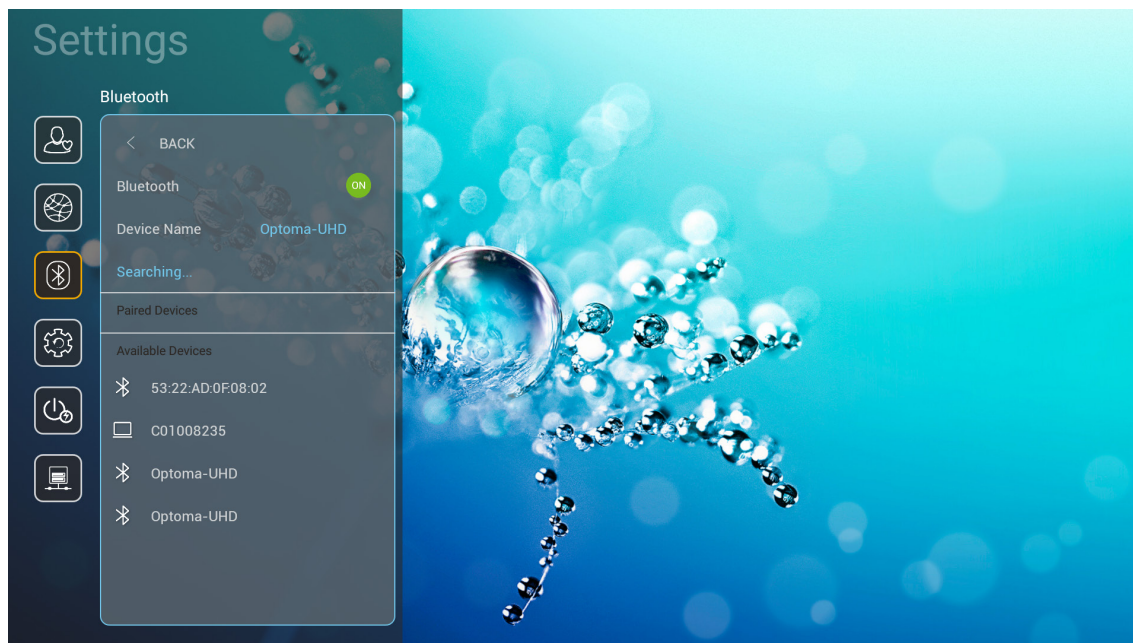 Settings
Bluetooth
BACK
Bluetooth ON
Device Name Optoma-UHD
Searching...
Paired Devices
Available Devices
53:22:AD:0F:08:02
C01008235
Optoma-UHD
Optoma-UHD